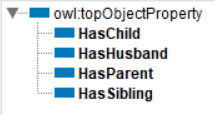 owl:topObjectProperty
HasChild
HasHusband
HasParent
HasSibling